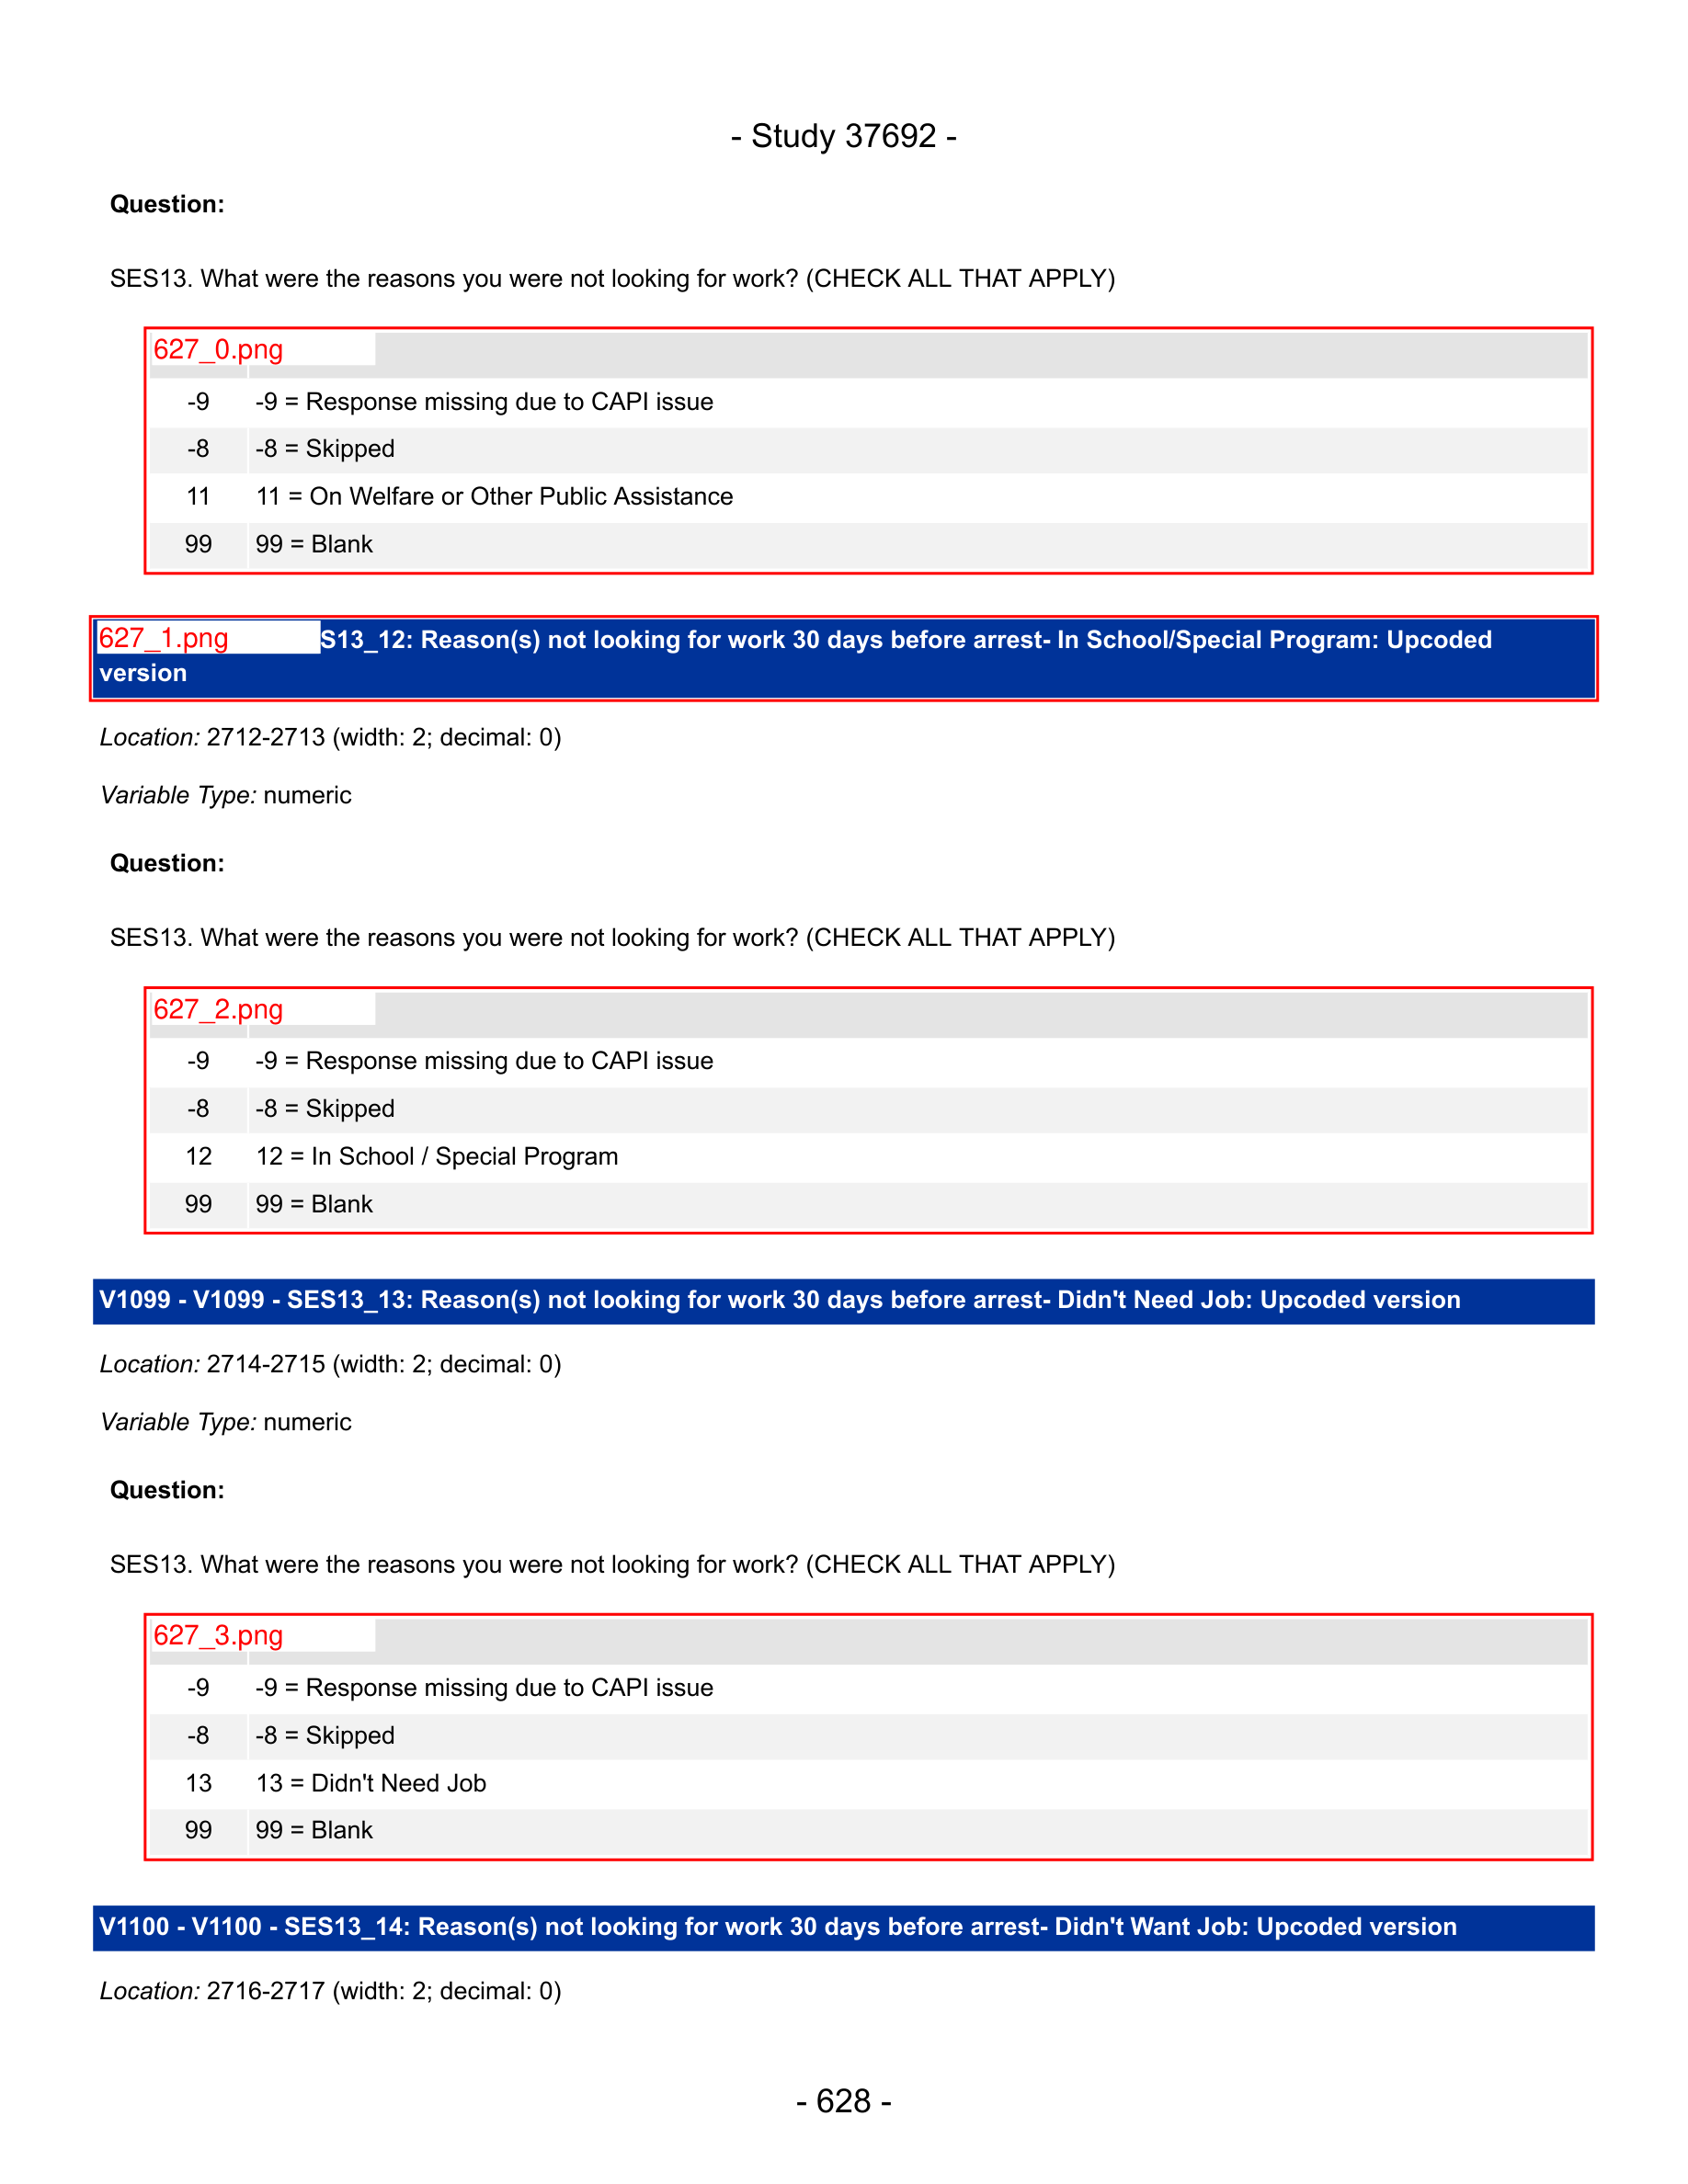 - Study 37692 -
Question:
SES13. What were the reasons you were not looking for work? (CHECK ALL THAT APPLY)
627_0.png
-9 -9 = Response missing due to CAPI issue
-8 -8 = Skipped
11 11 = On Welfare or Other Public Assistance
99 99 = Blank
627_1.png S13_12: Reason(s) not looking for work 30 days before arrest- In School/Special Program: Upcoded
version
Location: 2712-2713 (width: 2; decimal: 0)
Variable Type: numeric
Question:
SES13. What were the reasons you were not looking for work? (CHECK ALL THAT APPLY)
627_2.png
-9 -9 = Response missing due to CAPI issue
-8 -8 = Skipped
12 12 = In School / Special Program
99 99 = Blank
V1099 - V1099 - SES13_13: Reason(s) not looking for work 30 days before arrest- Didn't Need Job: Upcoded version
Location: 2714-2715 (width: 2; decimal: 0)
Variable Type: numeric
Question:
SES13. What were the reasons you were not looking for work? (CHECK ALL THAT APPLY)
627_3.png
-9 -9 = Response missing due to CAPI issue
-8 -8 = Skipped
13 13 = Didn't Need Job
99 99 = Blank
V1100 - V1100 - SES13_14: Reason(s) not looking for work 30 days before arrest- Didn't Want Job: Upcoded version
Location: 2716-2717 (width: 2; decimal: 0)
- 628 -